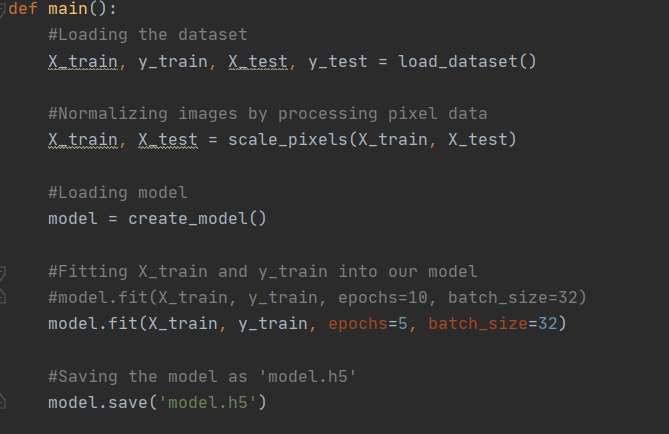 def main():
    #Loading the dataset
    X_train, y_train, X_test, y_test = load_dataset()

    #Normalizing images by processing pixel data
    X_train, X_test = scale_pixels(X_train, X_test)

    #Loading model
    model = create_model()

    #Fitting X_train and y_train into our model
    #model.fit(X_train, y_train, epochs=10, batch_size=32)
    model.fit(X_train, y_train, epochs=5, batch_size=32)

    #Saving the model as 'model.h5'
    model.save('model.h5')